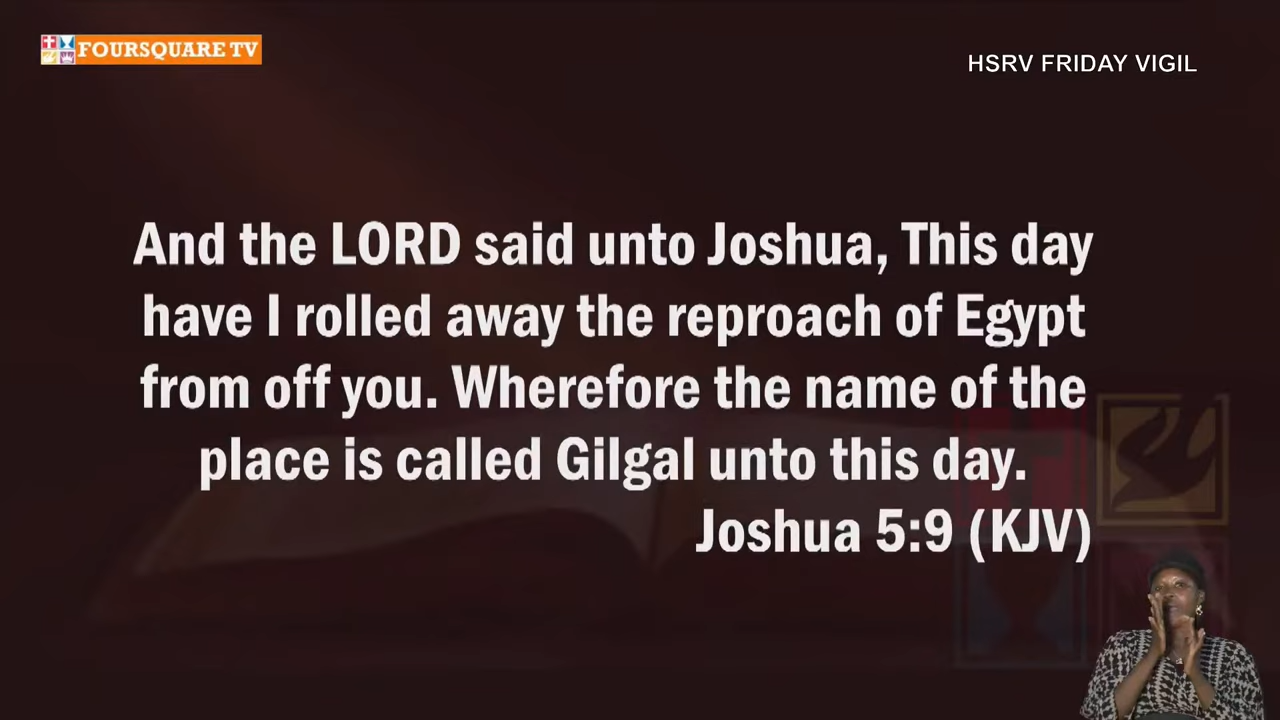 FOURSQUARE TV
HSRV FRIDAY VIGIL
And the LORD said unto Joshua, This day
have I rolled away the reproach of Egypt
from off you. Wherefore the name of the
place is called Gilgal unto this day.
Joshua 5:9 (KJV)